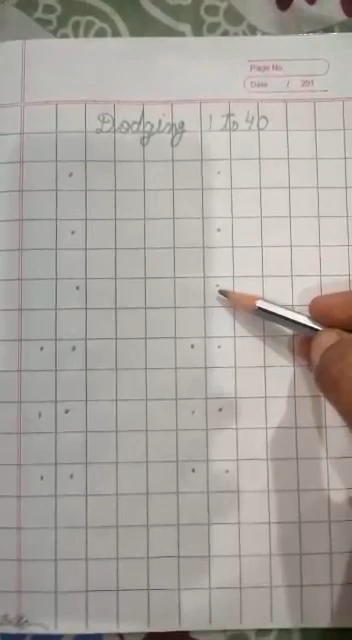 Page No.
Date / 201
Dodging 1 to 40